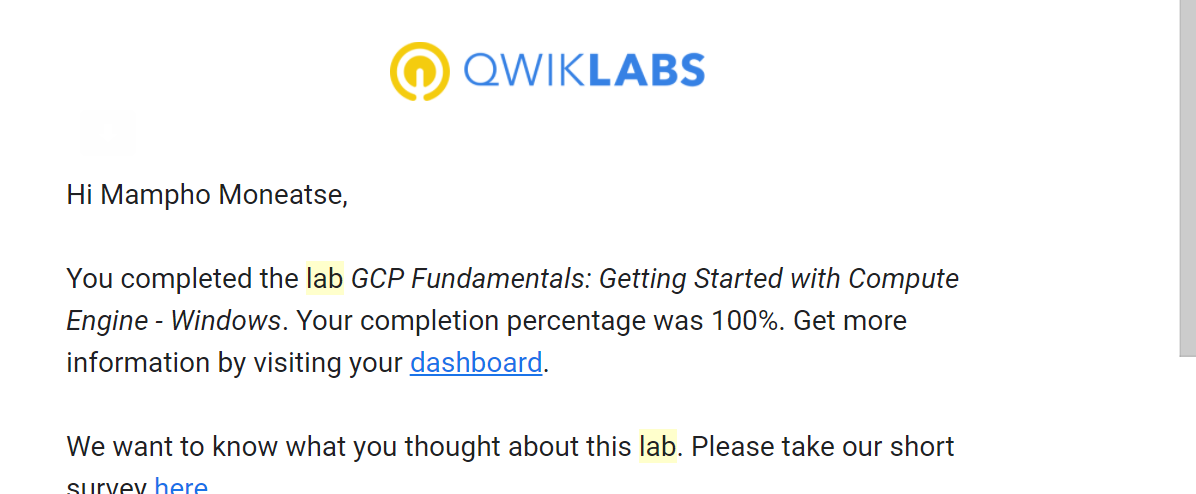 QWIKLABS
Hi Mampho Moneatse,
You completed the lab GCP Fundamentals: Getting Started with Compute
Engine - Windows. Your completion percentage was 100%. Get more
information by visiting your dashboard.
We want to know what you thought about this lab. Please take our short
survey here